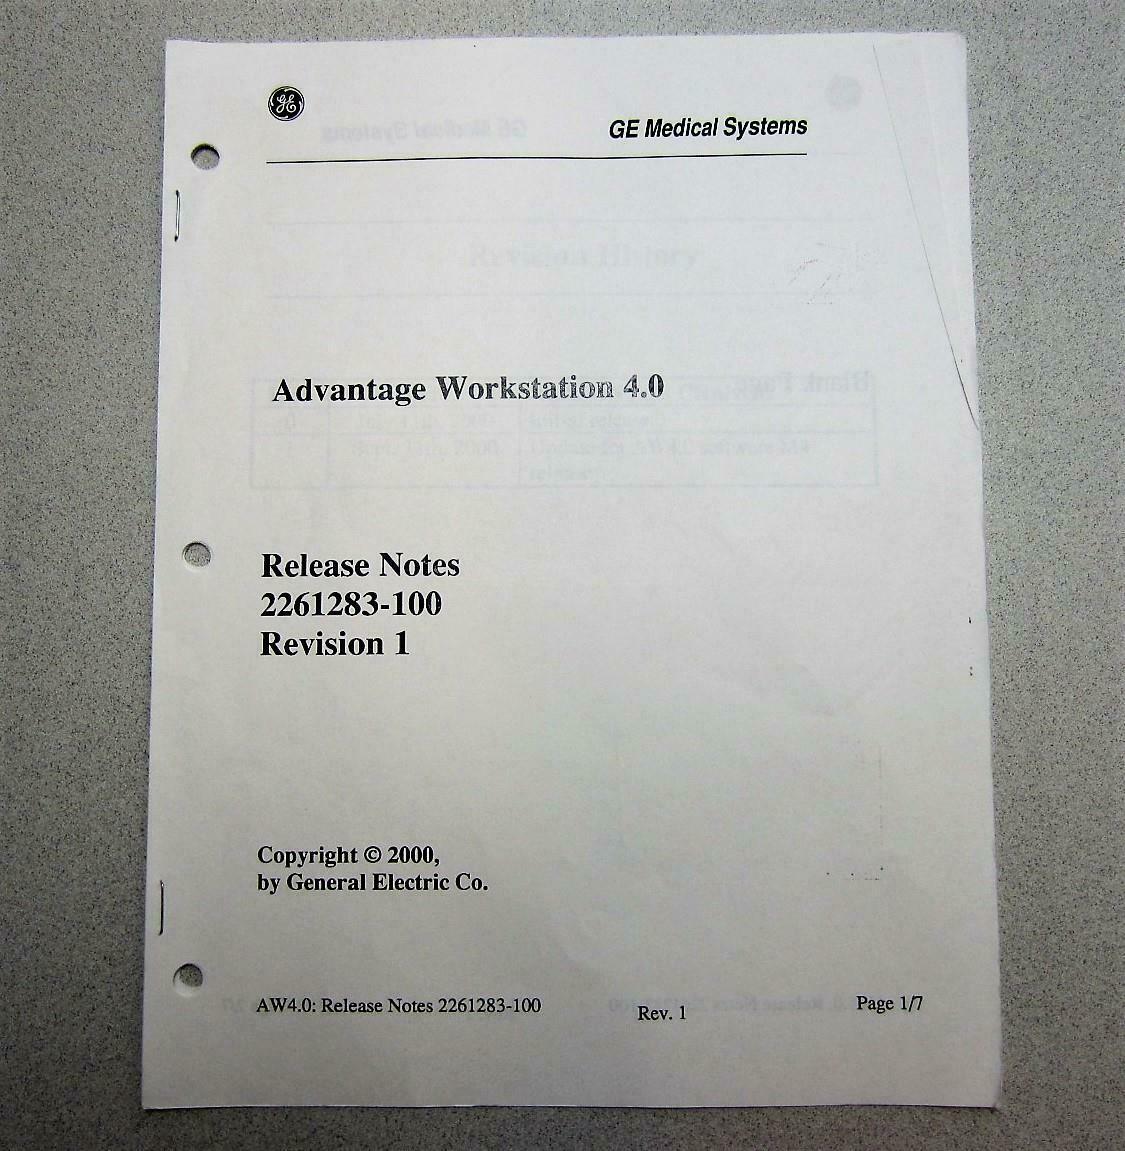 GE
GE Medical Systems
Advantage Workstation 4.0
Release Notes
2261283-100
Revision 1
Copyright © 2000,
by General Electric Co.
AW4.0: Release Notes 2261283-100
Rev. 1
Page 1/7